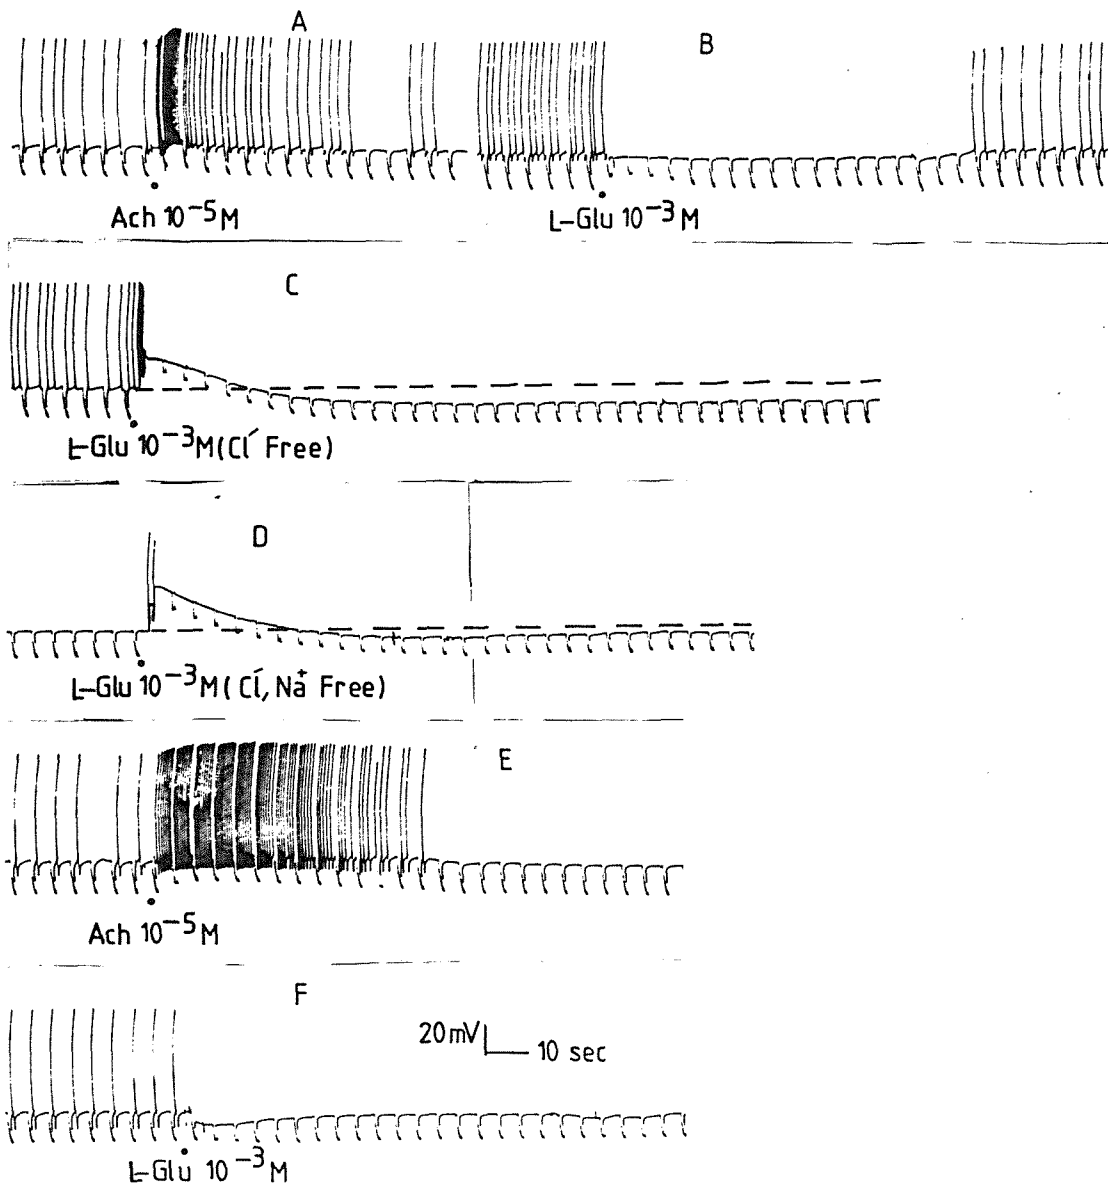 A
B
Ach 10⁻⁵M
L-Glu 10⁻³M
C
L-Glu 10⁻³M (Cl⁻ Free)
D
L-Glu 10⁻³M (Cl⁻, Na⁺ Free)
E
Ach 10⁻⁵M
F
20mV
10 sec
L-Glu 10⁻³M